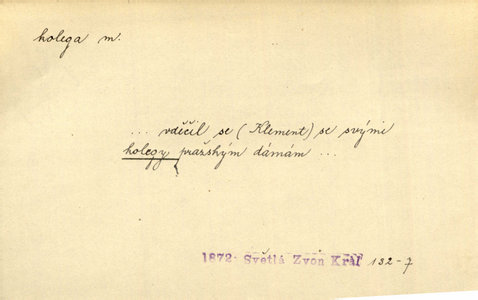 kolega m.
... vděčil se (Klement) se svými
kolegy pražským dámám ...
1872: Světlá Zvon Král 132-7